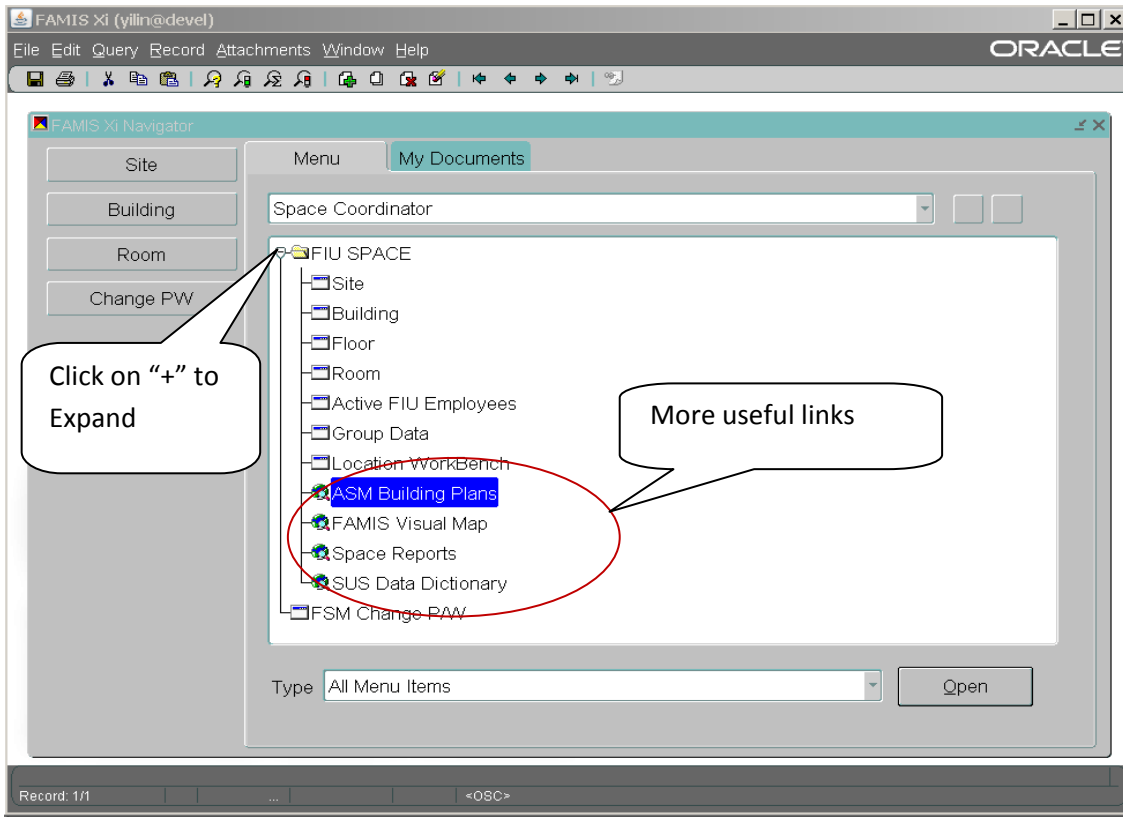 FAMIS Xi (yilin@devel)
File Edit Query Record Attachments Window Help
ORACLE
FAMIS Xi Navigator
Site
Building
Room
Change PW
Menu
My Documents
Space Coordinator
FIU SPACE
Site
Building
Floor
Room
Active FIU Employees
Group Data
Location WorkBench
ASM Building Plans
FAMIS Visual Map
Space Reports
SUS Data Dictionary
FSM Change P/W
Click on “+” to
Expand
More useful links
Type All Menu Items
Open
Record: 1/1 ... <OSC>